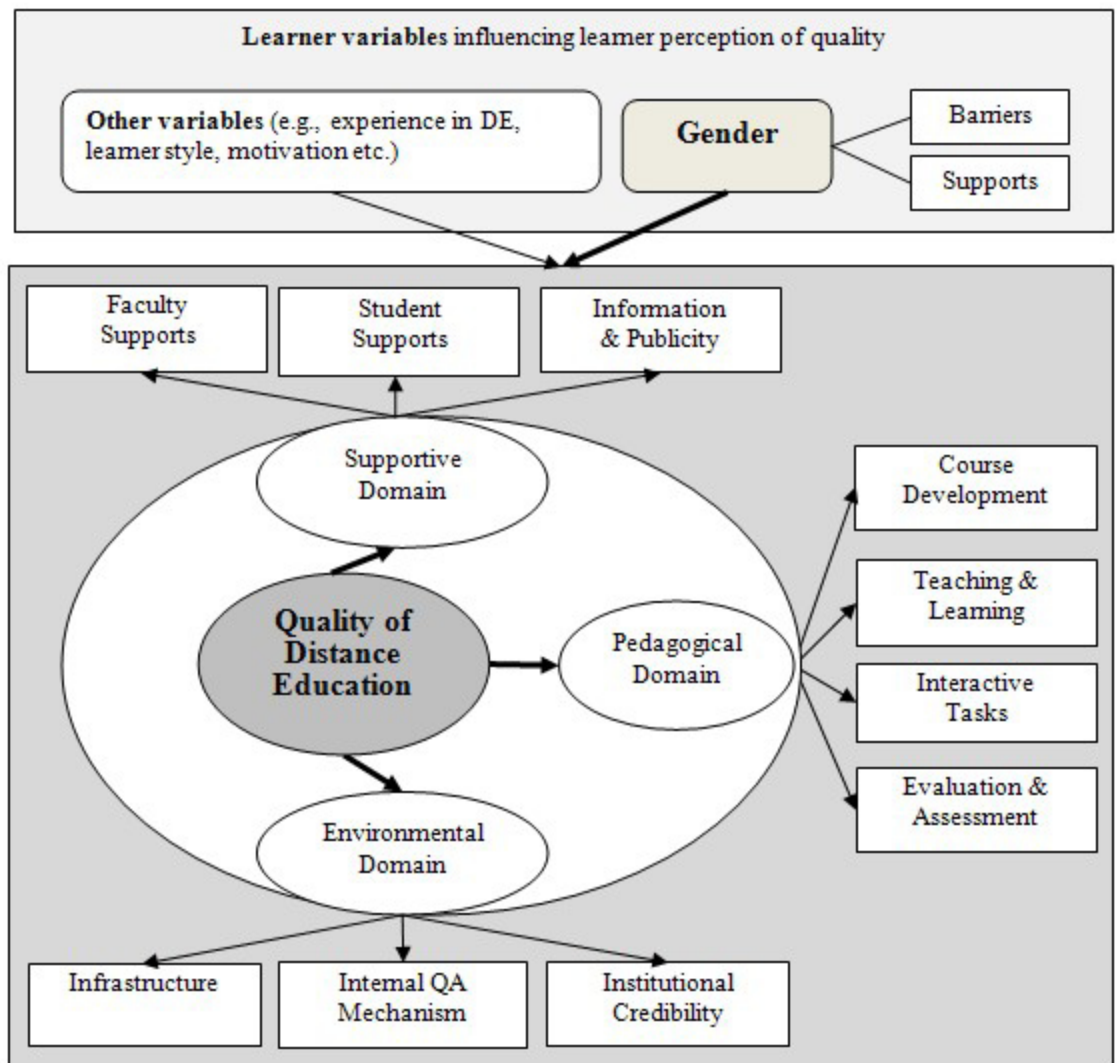 Learner variables influencing learner perception of quality
Other variables (e.g., experience in DE,
learner style, motivation etc.)
Gender
Barriers
Supports
Faculty
Supports
Student
Supports
Information
& Publicity
Supportive
Domain
Course
Development
Teaching &
Learning
Quality of
Distance
Education
Pedagogical
Domain
Interactive
Tasks
Evaluation &
Assessment
Environmental
Domain
Infrastructure
Internal QA
Mechanism
Institutional
Credibility